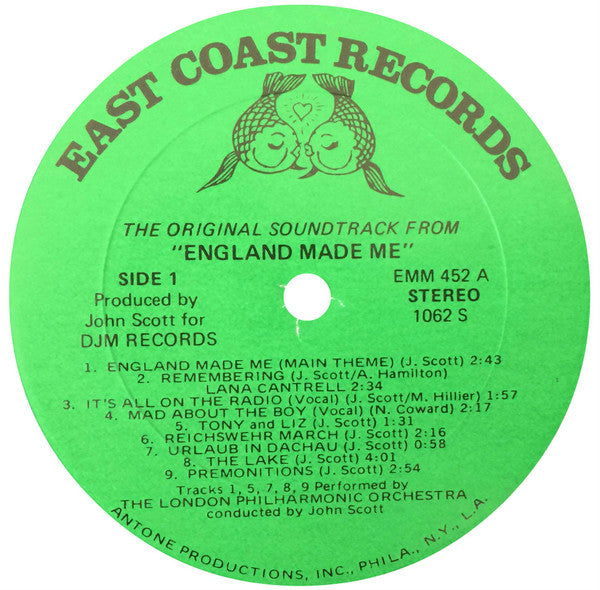 EAST COAST RECORDS
THE ORIGINAL SOUNDTRACK FROM
"ENGLAND MADE ME"
SIDE 1
Produced by
John Scott for
DJM RECORDS
EMM 452 A
STEREO
1062 S
1. ENGLAND MADE ME (MAIN THEME) (J. Scott) 2:43
2. REMEMBERING (J. Scott/A. Hamilton)
LANA CANTRELL 2:34
3. IT'S ALL ON THE RADIO (Vocal) (J. Scott/M. Hillier) 1:57
4. MAD ABOUT THE BOY (Vocal) (N. Coward) 2:17
5. TONY and LIZ (J. Scott) 1:31
6. REICHSWEHR MARCH (J. Scott) 2:16
7. URLAUB IN DACHAU (J. Scott) 0:58
8. THE LAKE (J. Scott) 4:01
9. PREMONITIONS (J. Scott) 2:54
Tracks 1, 5, 7, 8, 9 Performed by
THE LONDON PHILHARMONIC ORCHESTRA
conducted by John Scott
ANTONE PRODUCTIONS, INC., PHILA., N.Y., L.A.